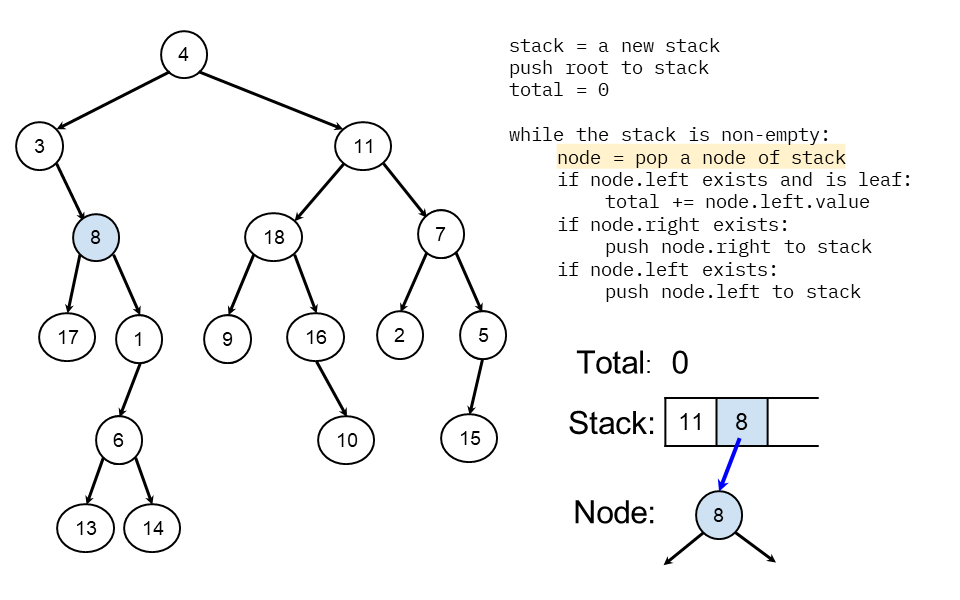 4
3
11
8
18
7
17
1
9
16
2
5
6
10
15
13
14
stack = a new stack
push root to stack
total = 0
while the stack is non-empty:
node = pop a node of stack
if node.left exists and is leaf:
total += node.left.value
if node.right exists:
push node.right to stack
if node.left exists:
push node.left to stack
Total: 0
Stack: 11 8
Node: 8